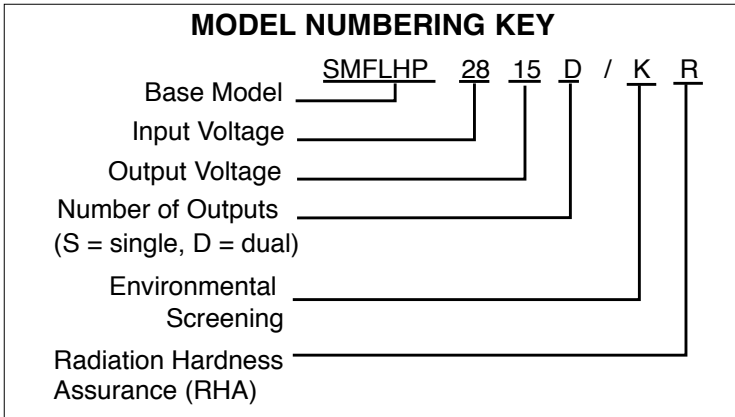 MODEL NUMBERING KEY
SMFLHP 28 15 D / K R
Base Model
Input Voltage
Output Voltage
Number of Outputs
(S = single, D = dual)
Environmental
Screening
Radiation Hardness
Assurance (RHA)